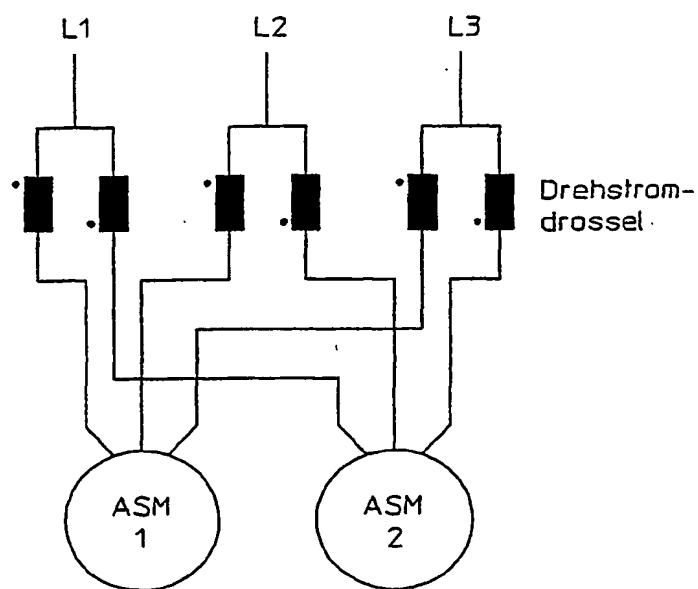 L1 L2 L3
Drehstrom-
drossel
ASM
1
ASM
2